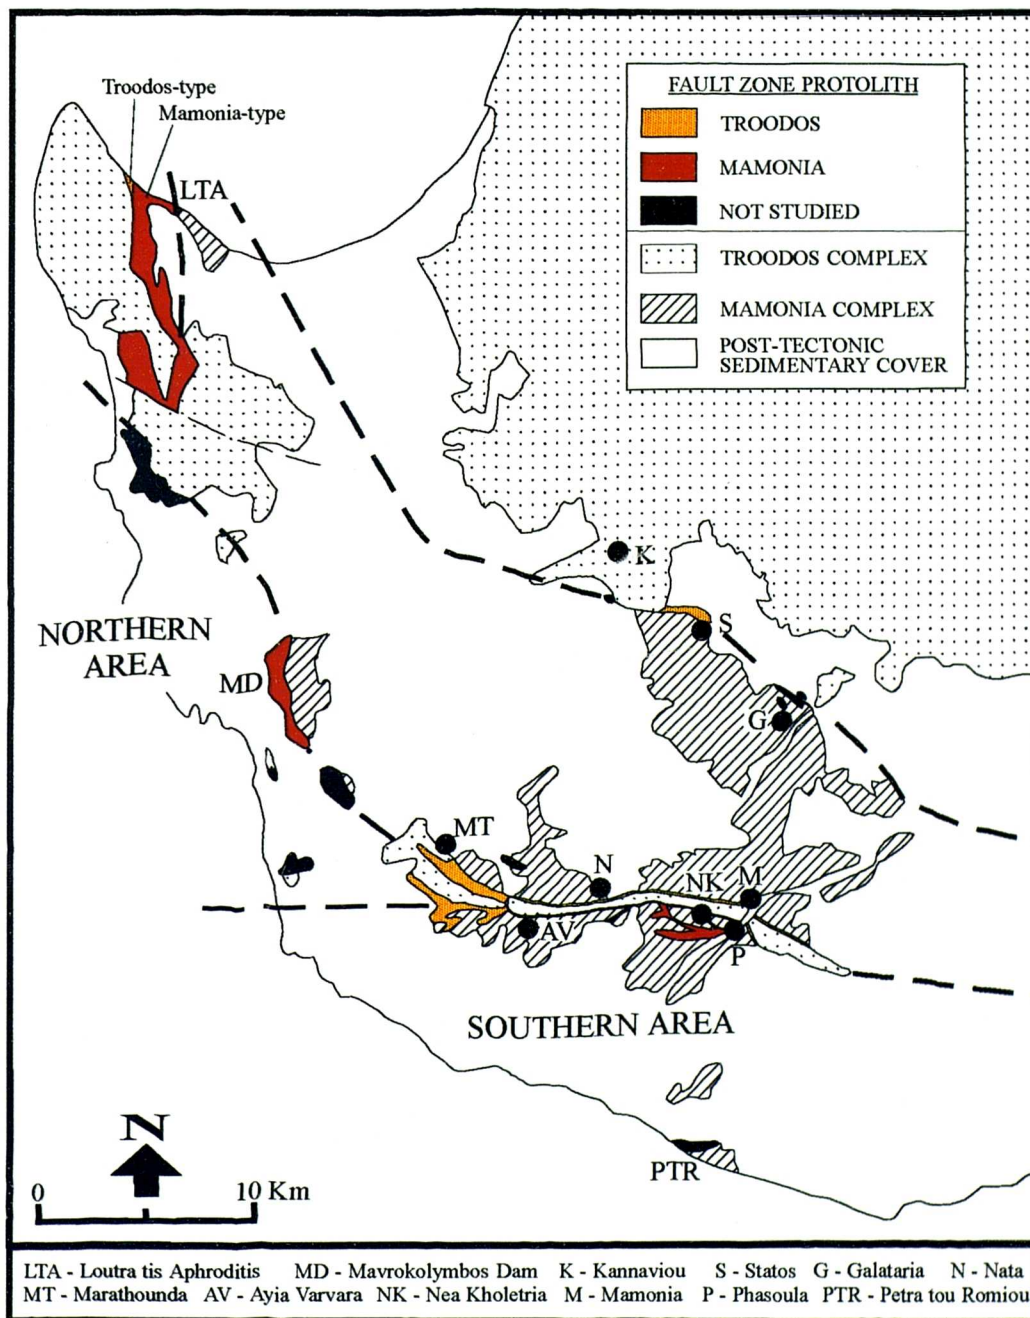 Troodos-type
Mamonia-type
LTA
FAULT ZONE PROTOLITH
TROODOS
MAMONIA
NOT STUDIED
TROODOS COMPLEX
MAMONIA COMPLEX
POST-TECTONIC
SEDIMENTARY COVER
K
S
G
NORTHERN
AREA
MD
MT
N
NK
M
AV
P
SOUTHERN AREA
PTR
N
0 10 Km
LTA - Loutra tis Aphroditis MD - Mavrokolymbos Dam K - Kannaviou S - Statos G - Galataria N - Nata
MT - Marathounda AV - Ayia Varvara NK - Nea Kholetria M - Mamonia P - Phasoula PTR - Petra tou Romiou